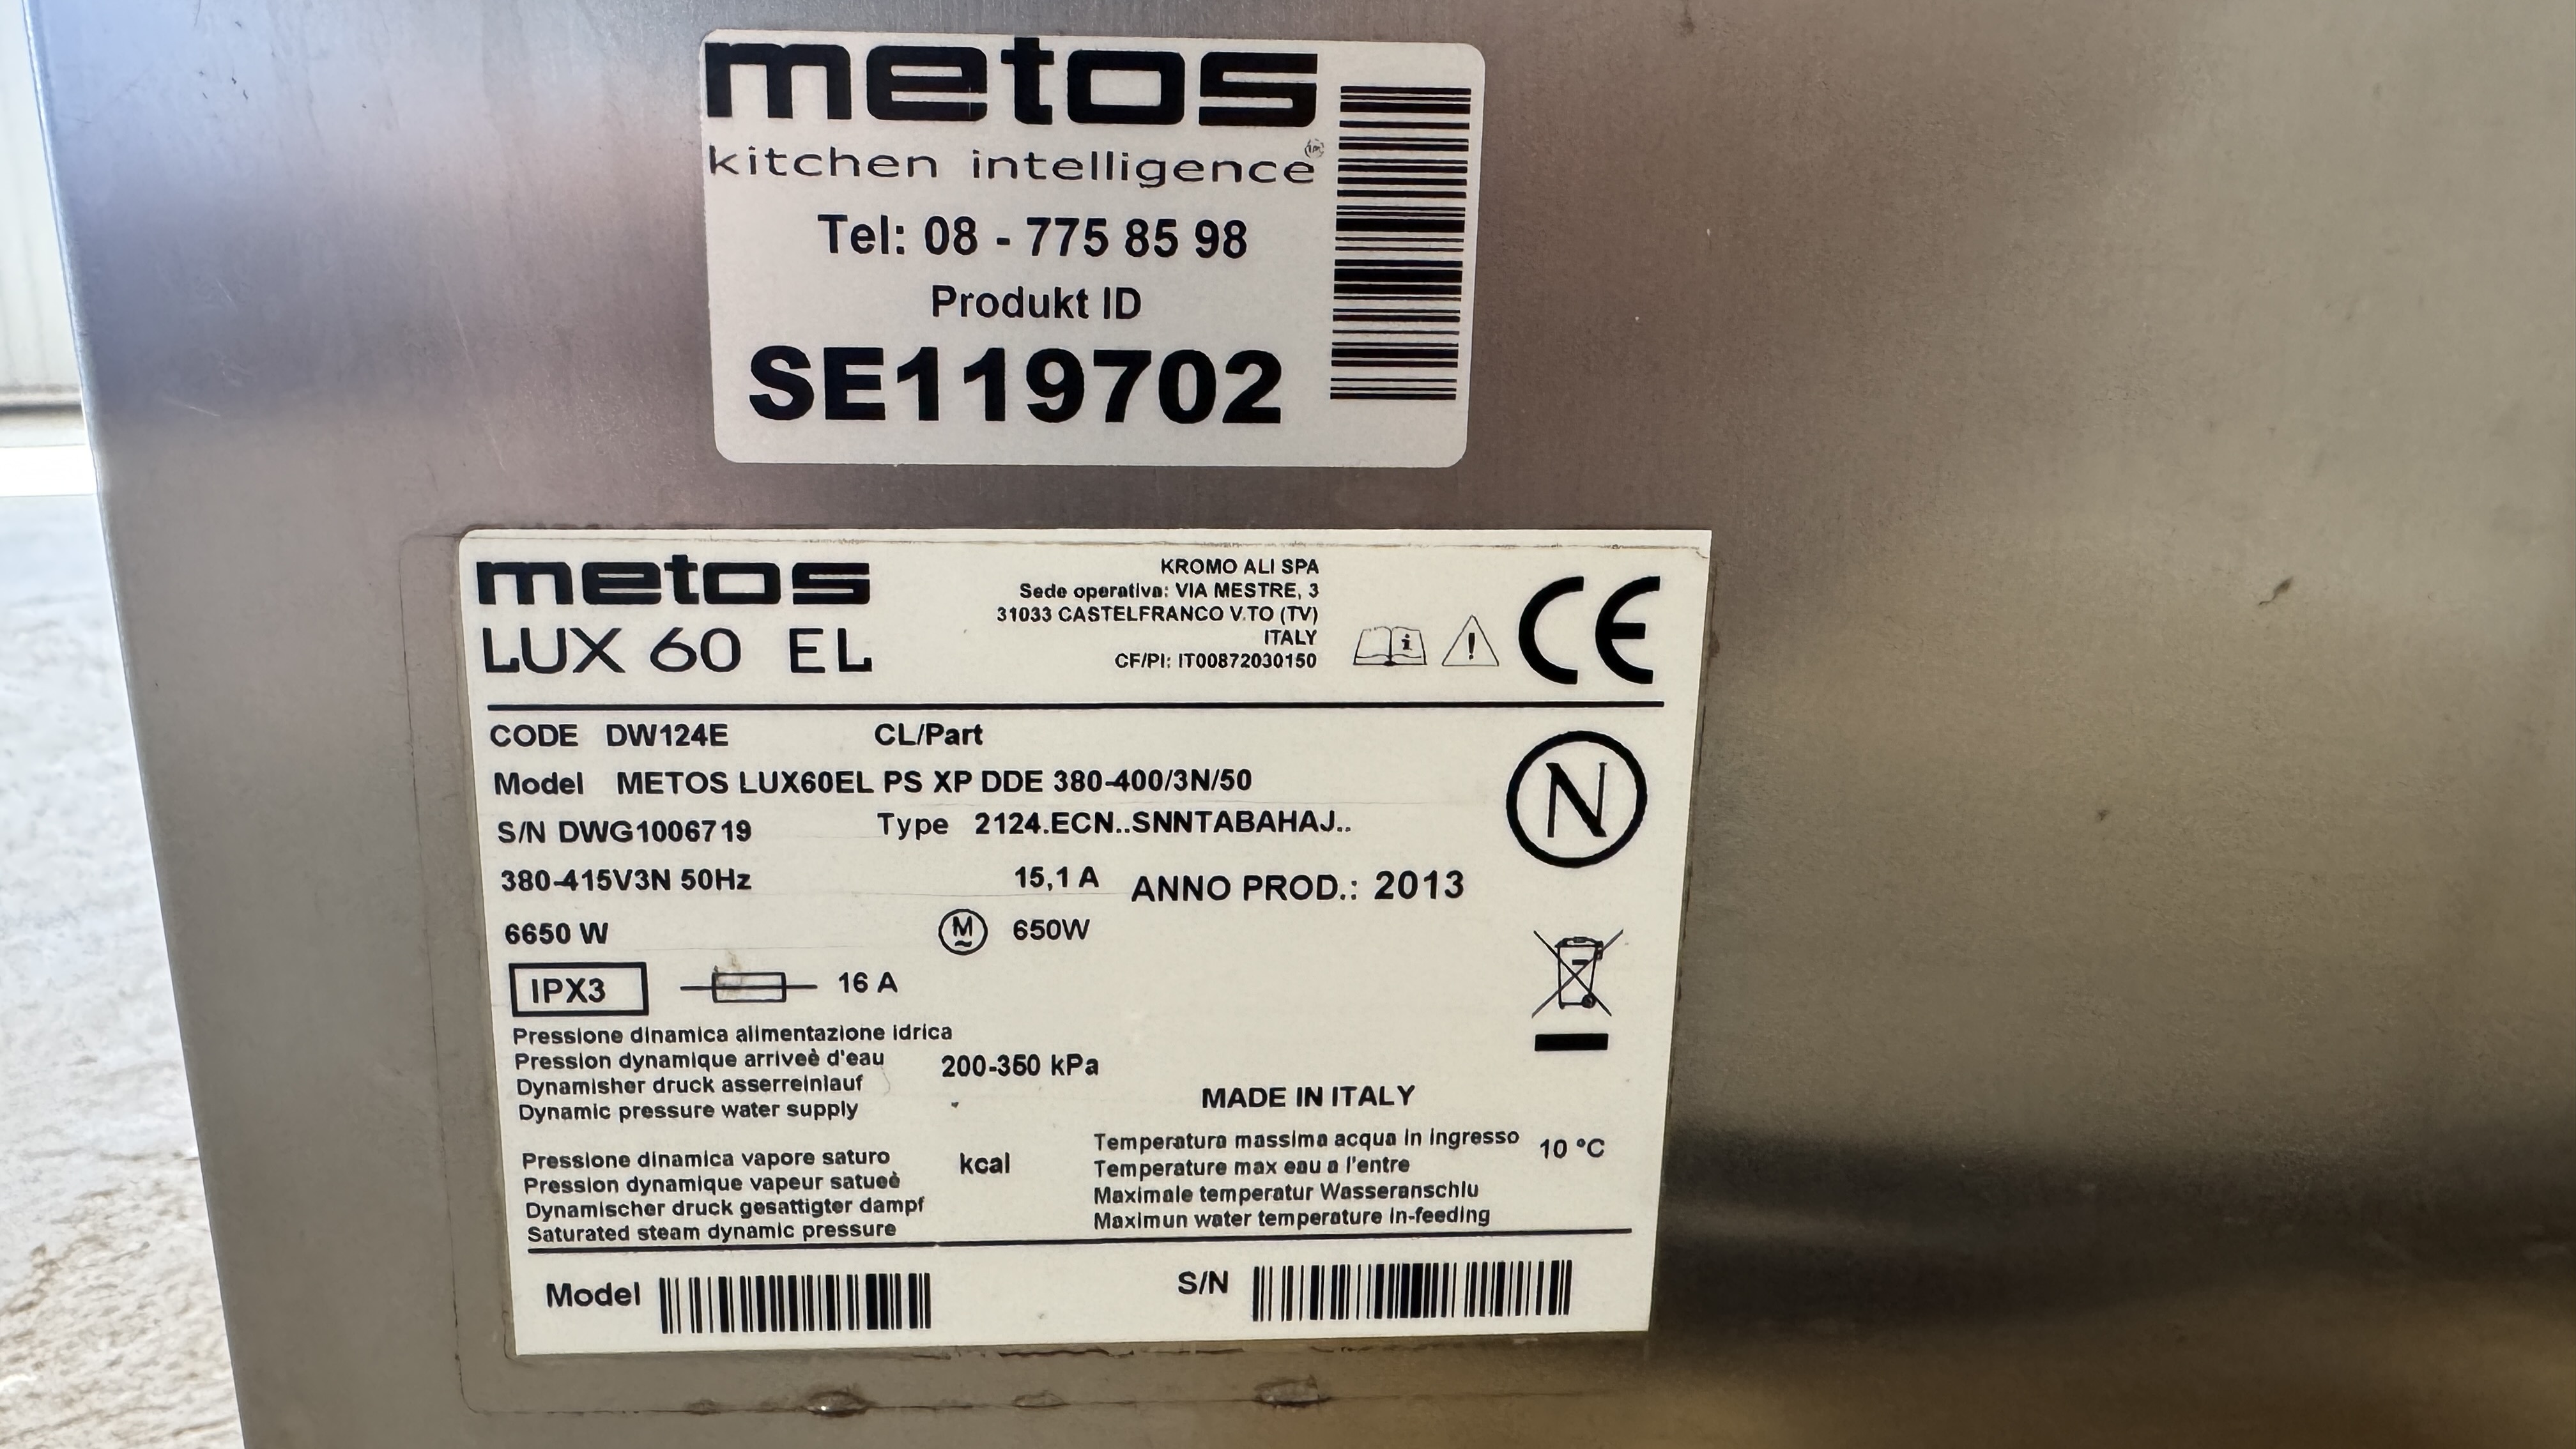 metos
kitchen intelligence
Tel: 08 - 775 85 98
Produkt ID
SE119702
metos
LUX 60 EL
KROMO ALI SPA
Sede operativa: VIA MESTRE, 3
31033 CASTELFRANCO V.TO (TV)
ITALY
CF/PI: IT00872030150
CE
CODE DW124E CL/Part
Model METOS LUX60EL PS XP DDE 380-400/3N/50
N
S/N DWG1006719 Type 2124.ECN..SNNTABAHAJ..
380-415V3N 50Hz 15,1 A ANNO PROD.: 2013
6650 W M 650W
IPX3 16 A
Pressione dinamica alimentazione idrica
Pression dynamique arriveè d'eau
Dynamisher druck asserreinlauf
Dynamic pressure water supply
200-350 kPa
MADE IN ITALY
Pressione dinamica vapore saturo
Pression dynamique vapeur satueè
Dynamischer druck gesattigter dampf
Saturated steam dynamic pressure
kcal
Temperatura massima acqua in ingresso
Temperature max eau a l'entre
Maximale temperatur Wasseranschlu
Maximun water temperature in-feeding
10 °C
Model S/N